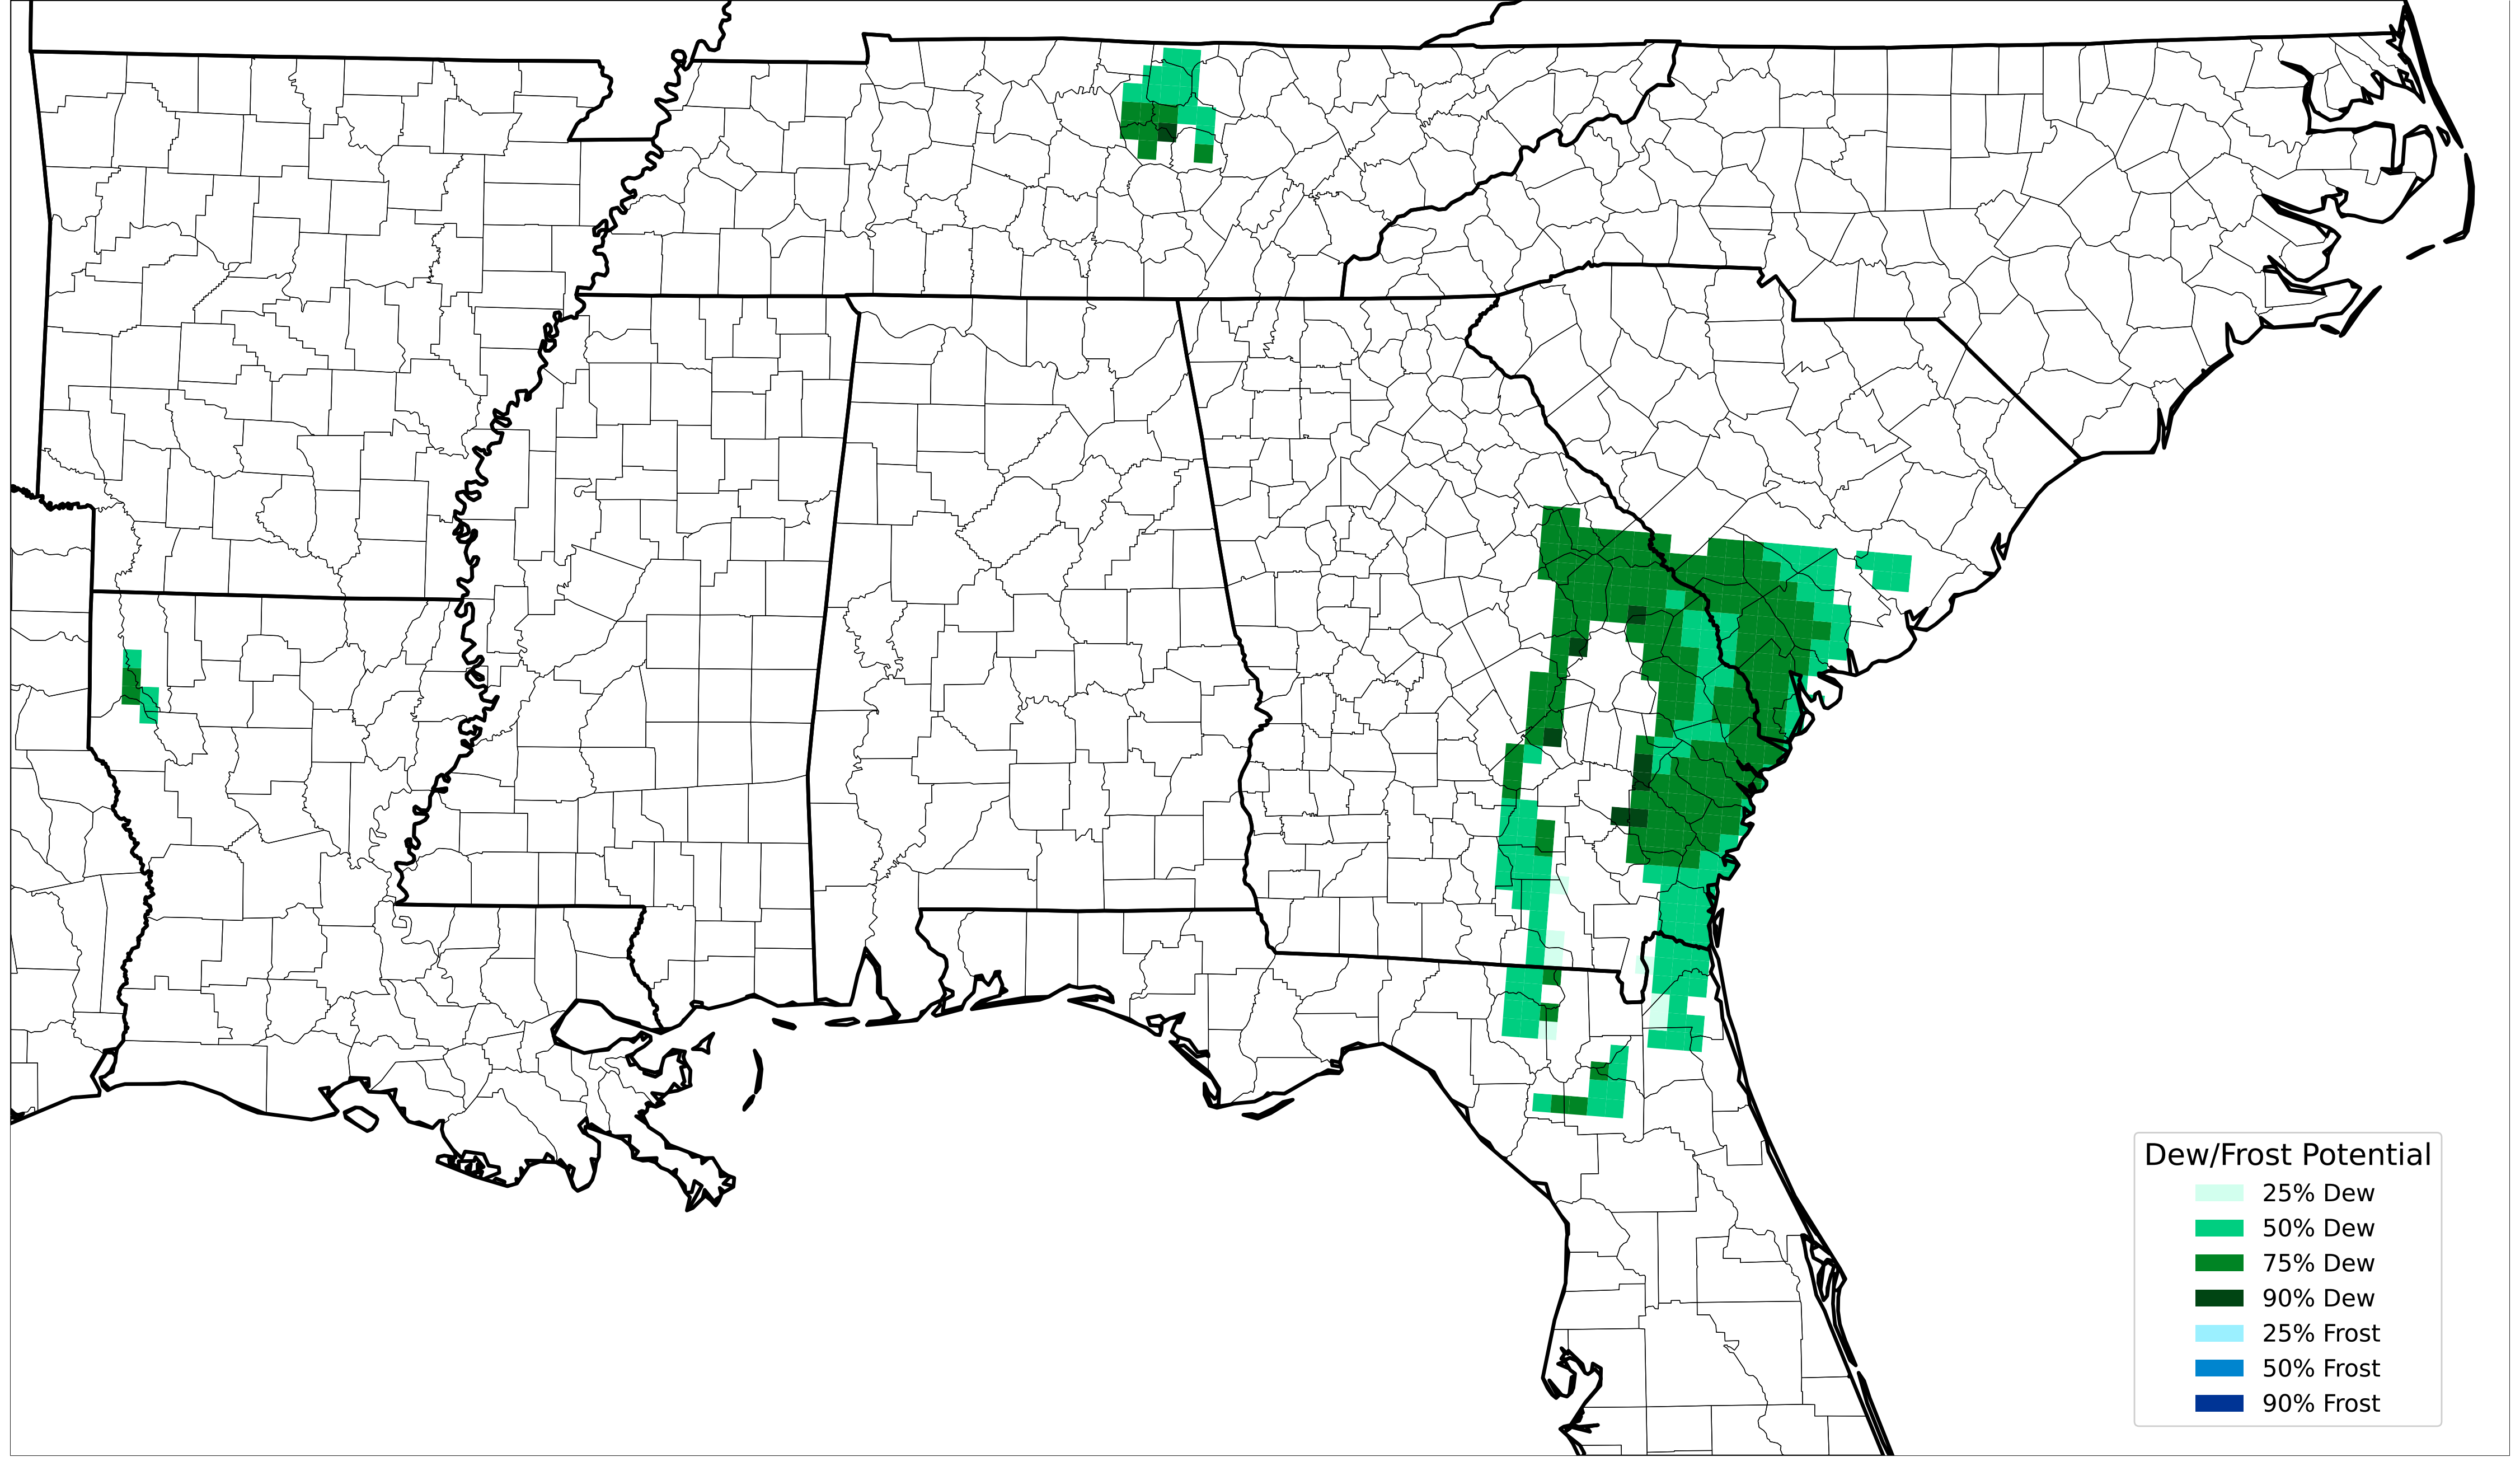 Dew/Frost Potential
25% Dew
50% Dew
75% Dew
90% Dew
25% Frost
50% Frost
90% Frost